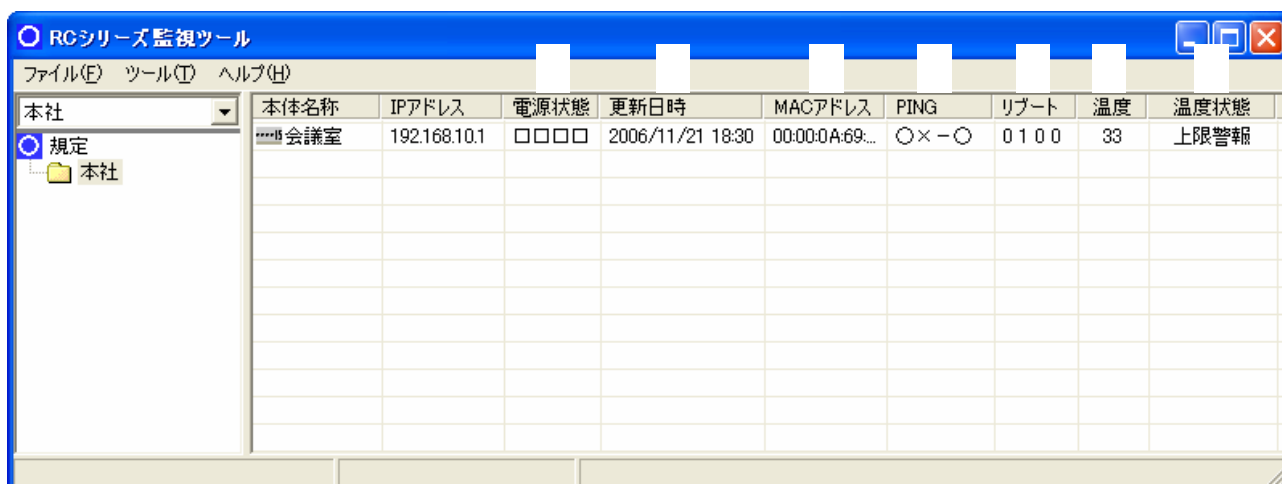 RCシリーズ監視ツール
ファイル(F) ツール(T) ヘルプ(H)
本社
規定
本社
本体名称 IPアドレス 電源状態 更新日時 MACアドレス PING リブート 温度 温度状態
会議室 192.168.10.1 □□□□ 2006/11/21 18:30 00:00:0A:69:... ○×-○ 0 1 0 0 33 上限警報